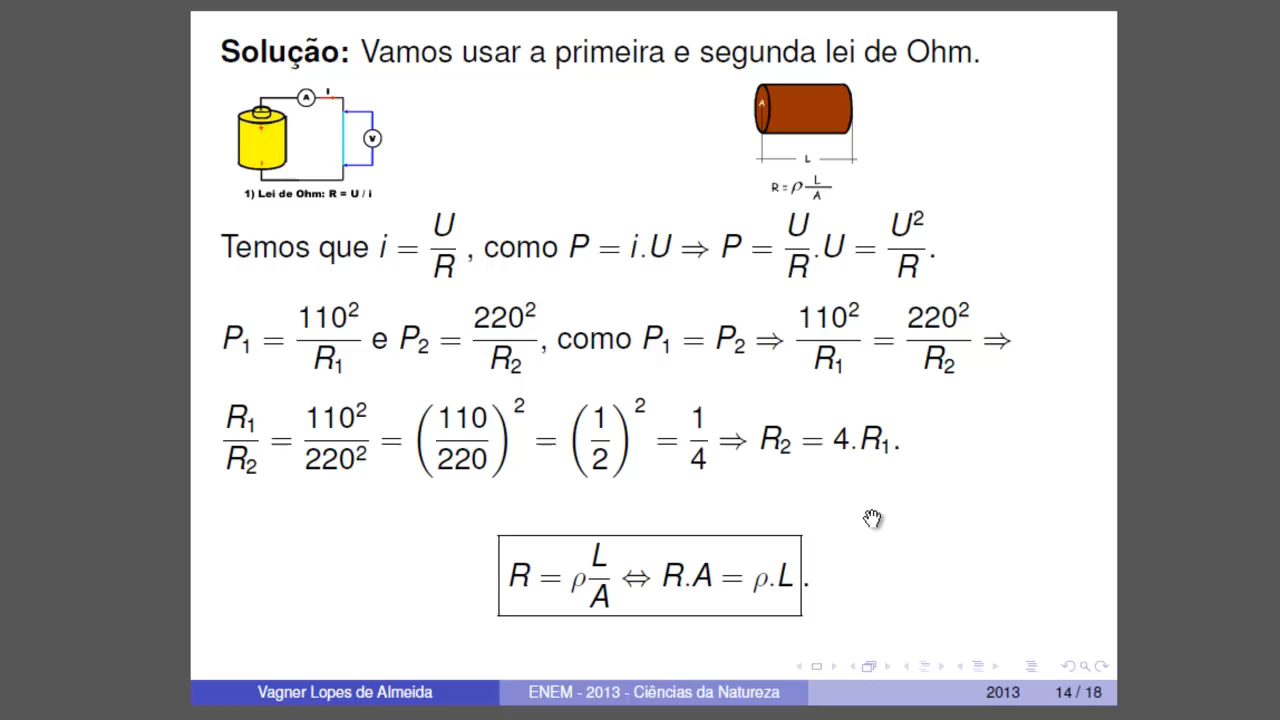 Solução: Vamos usar a primeira e segunda lei de Ohm.
A i
V
1) Lei de Ohm: R = U / i
A
L
R = ρ L/A
Temos que i = U/R , como P = i.U ⇒ P = U/R .U = U²/R .
P₁ = 110²/R₁ e P₂ = 220²/R₂ , como P₁ = P₂ ⇒ 110²/R₁ = 220²/R₂ ⇒
R₁/R₂ = 110²/220² = (110/220)² = (1/2)² = 1/4 ⇒ R₂ = 4.R₁.
R = ρ L/A ⇔ R.A = ρ.L .
Vagner Lopes de Almeida ENEM - 2013 - Ciências da Natureza 2013 14 / 18